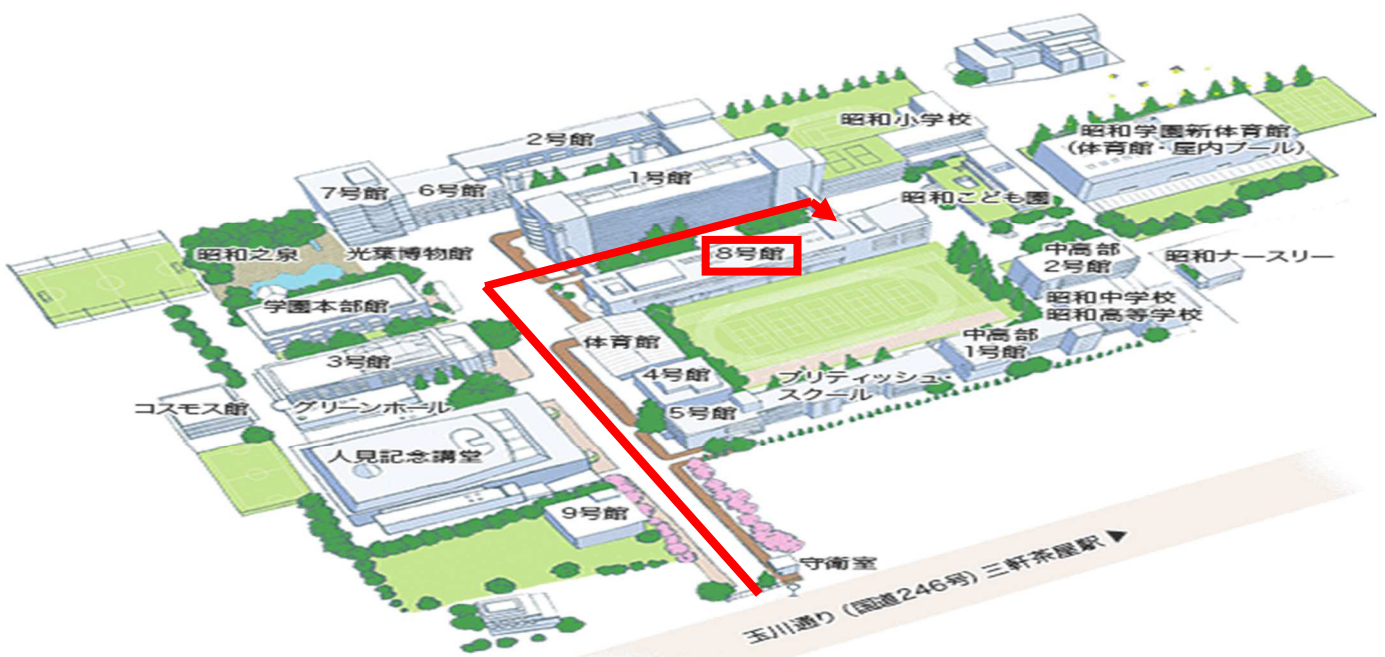 2号館
昭和小学校
昭和学園新体育館
(体育館・屋内プール)
7号館
6号館
1号館
昭和こども園
昭和之泉
光葉博物館
8号館
中高部
2号館
昭和ナースリー
学園本部館
昭和中学校
昭和高等学校
体育館
中高部
1号館
3号館
4号館
ブリティッシュ・
スクール
コスモス館
グリーンホール
5号館
人見記念講堂
9号館
守衛室
玉川通り (国道246号) 三軒茶屋駅 ▶